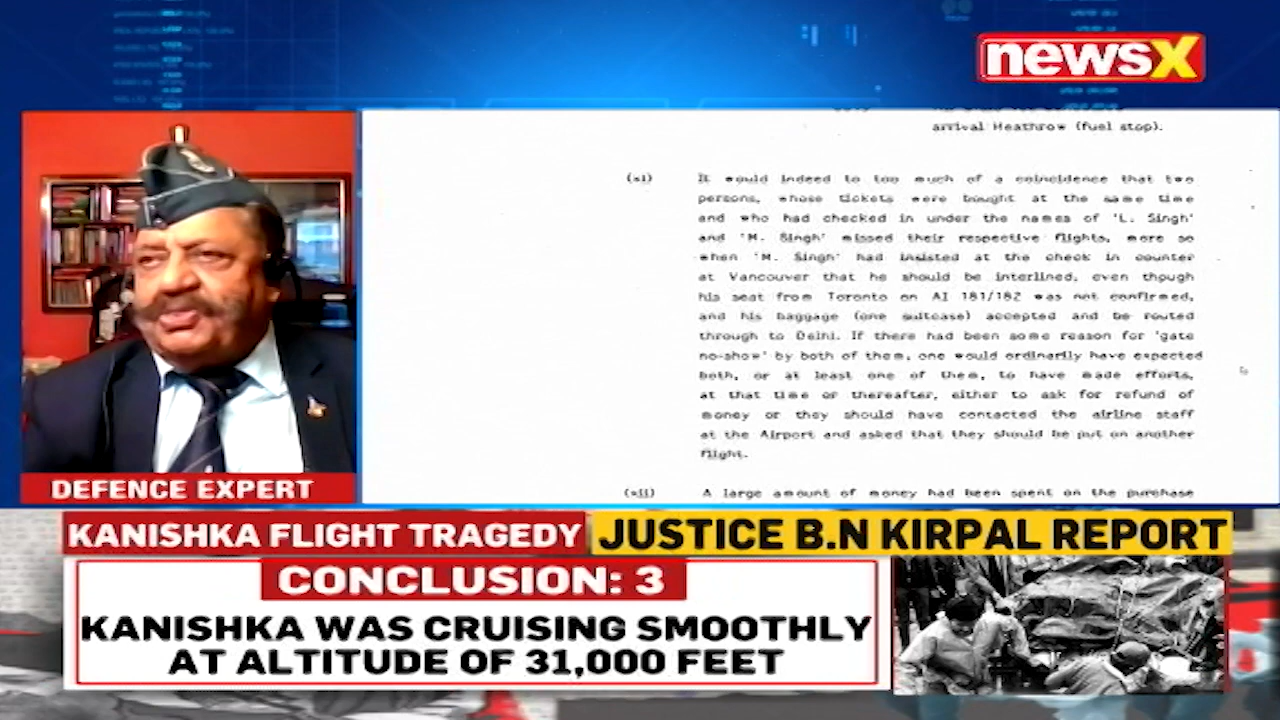 newsX
arrival Heathrow (fuel stop).
(xi) It would indeed to too much of a coincidence that two
persons, whose tickets were bought at the same time
and who had checked in under the names of 'L. Singh'
and 'M. Singh' missed their respective flights, more so
when 'M. Singh' had insisted at the check in counter
at Vancouver that he should be interlined, even though
his seat from Toronto on AI 181/182 was not confirmed,
and his baggage (one suitcase) accepted and be routed
through to Delhi. If there had been some reason for 'gate
no-show' by both of them, one would ordinarily have expected
both, or at least one of them, to have made efforts,
at that time or thereafter, either to ask for refund of
money or they should have contacted the airline staff
at the Airport and asked that they should be put on another
flight.
(xii) A large amount of money had been spent on the purchase
DEFENCE EXPERT
KANISHKA FLIGHT TRAGEDY
JUSTICE B.N KIRPAL REPORT
CONCLUSION: 3
KANISHKA WAS CRUISING SMOOTHLY
AT ALTITUDE OF 31,000 FEET